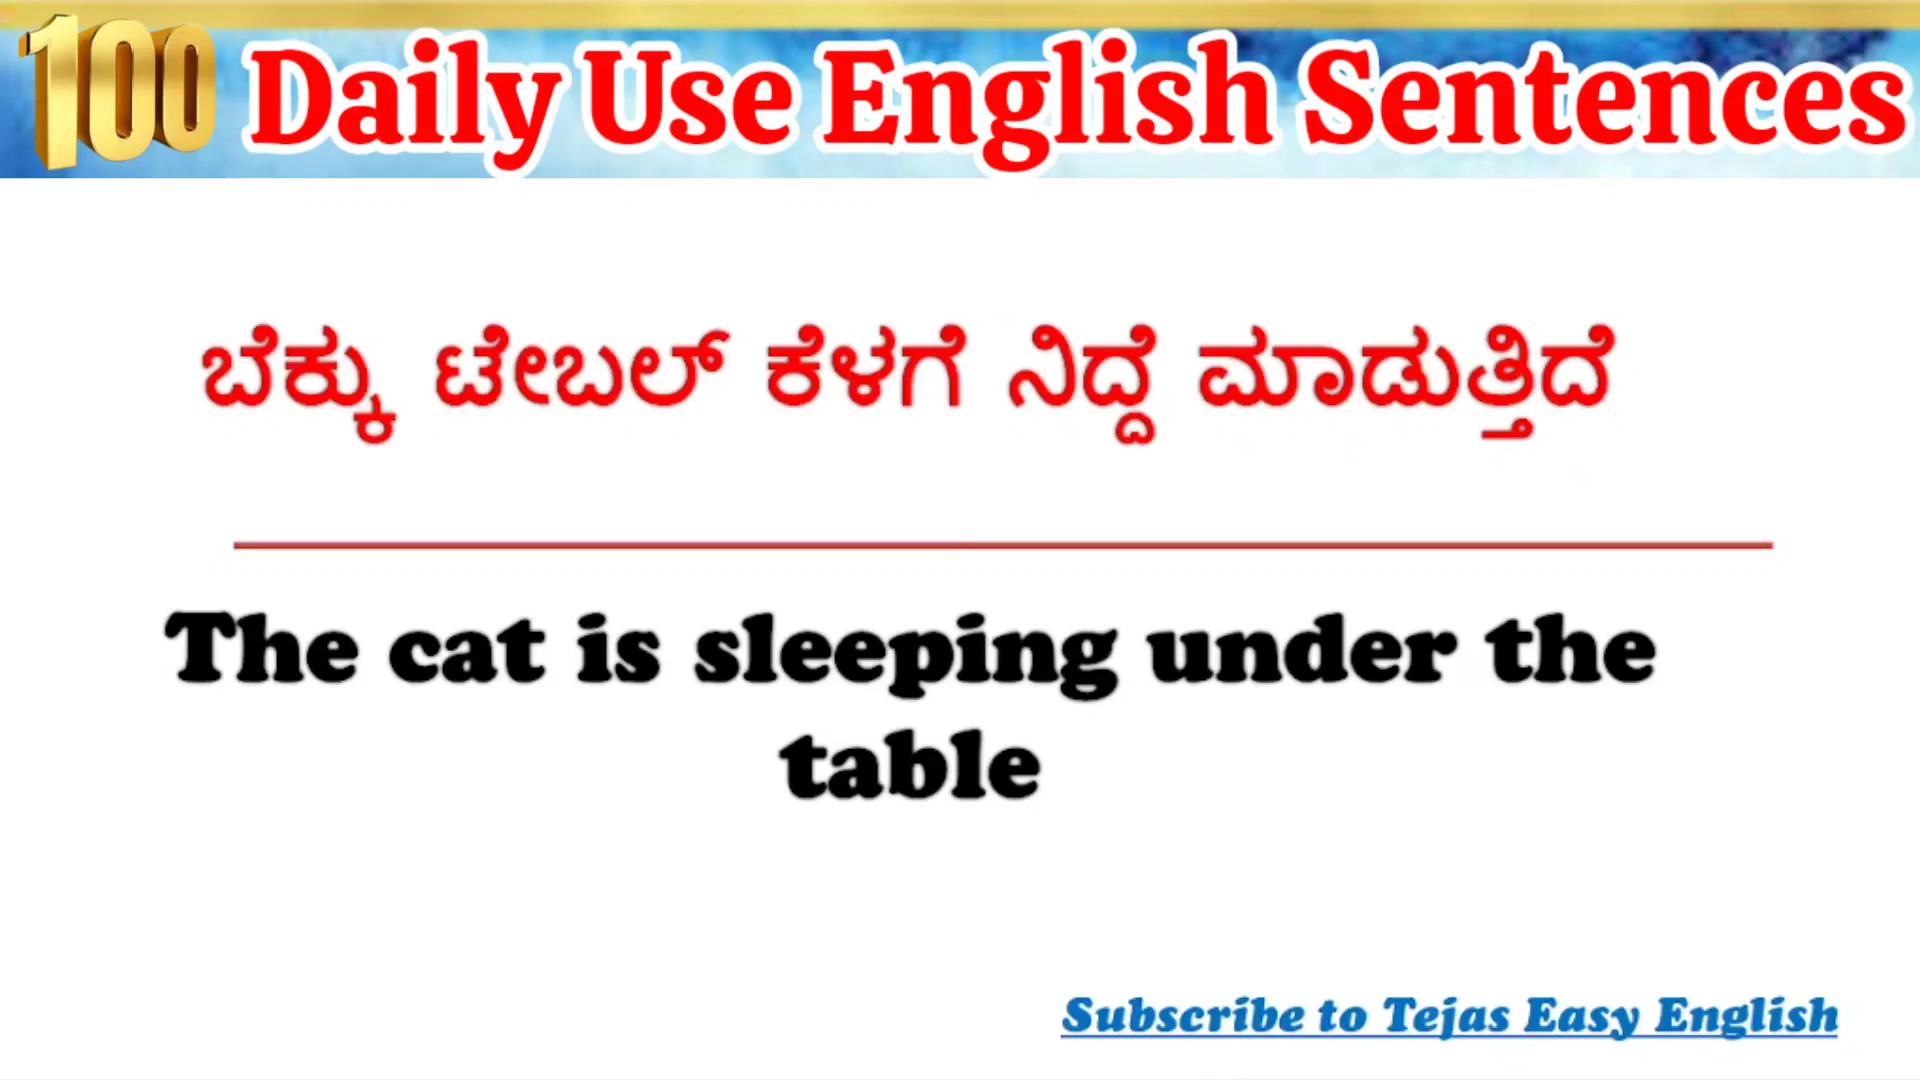 100 Daily Use English Sentences
ಬೆಕ್ಕು ಟೇಬಲ್ ಕೆಳಗೆ ನಿದ್ದೆ ಮಾಡುತ್ತಿದೆ
The cat is sleeping under the
table
Subscribe to Tejas Easy English